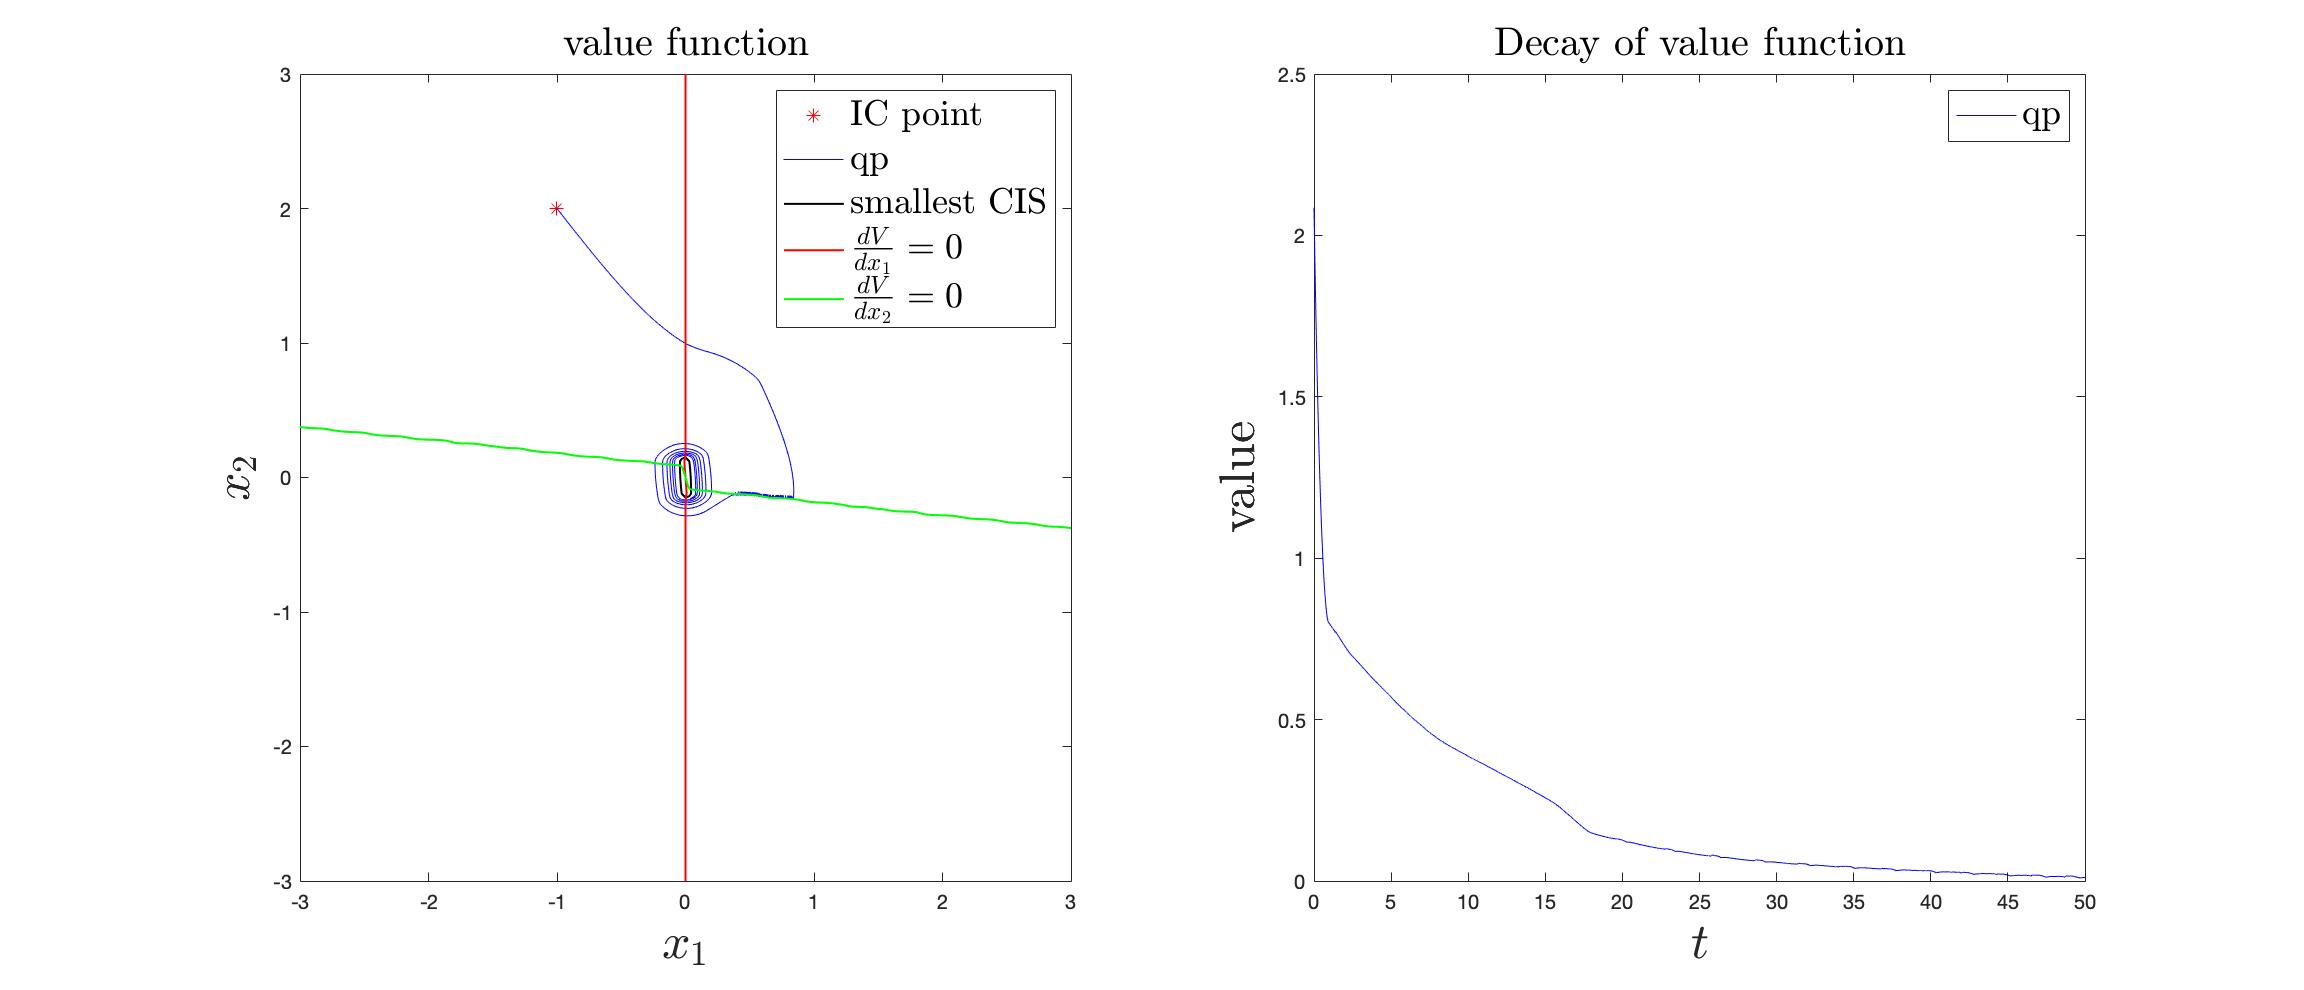 value function
3
2
1
0
-1
-2
-3
x₂
-3 -2 -1 0 1 2 3
x₁
IC point
qp
smallest CIS
dV/dx₁ = 0
dV/dx₂ = 0
Decay of value function
2.5
2
1.5
1
0.5
0
value
0 5 10 15 20 25 30 35 40 45 50
t
qp